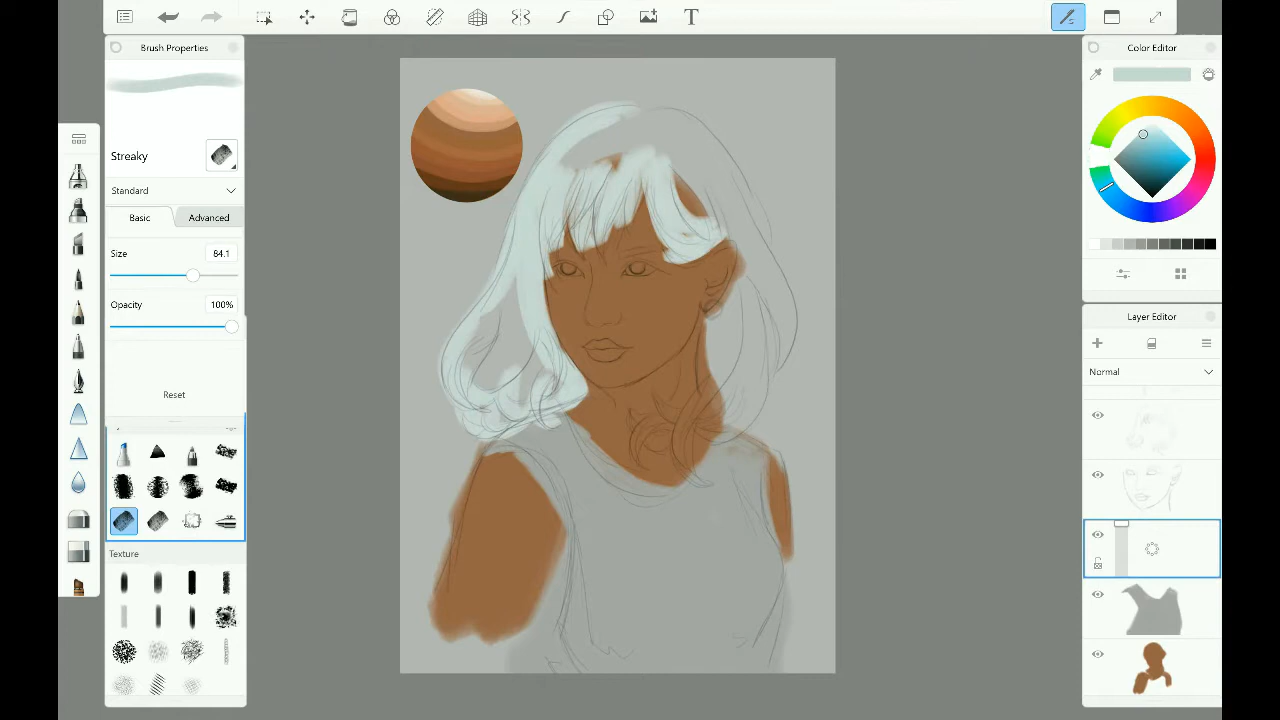 T
Brush Properties
Color Editor
Streaky
Standard
Basic
Advanced
Size
84.1
Opacity
100%
Reset
Texture
Layer Editor
Normal